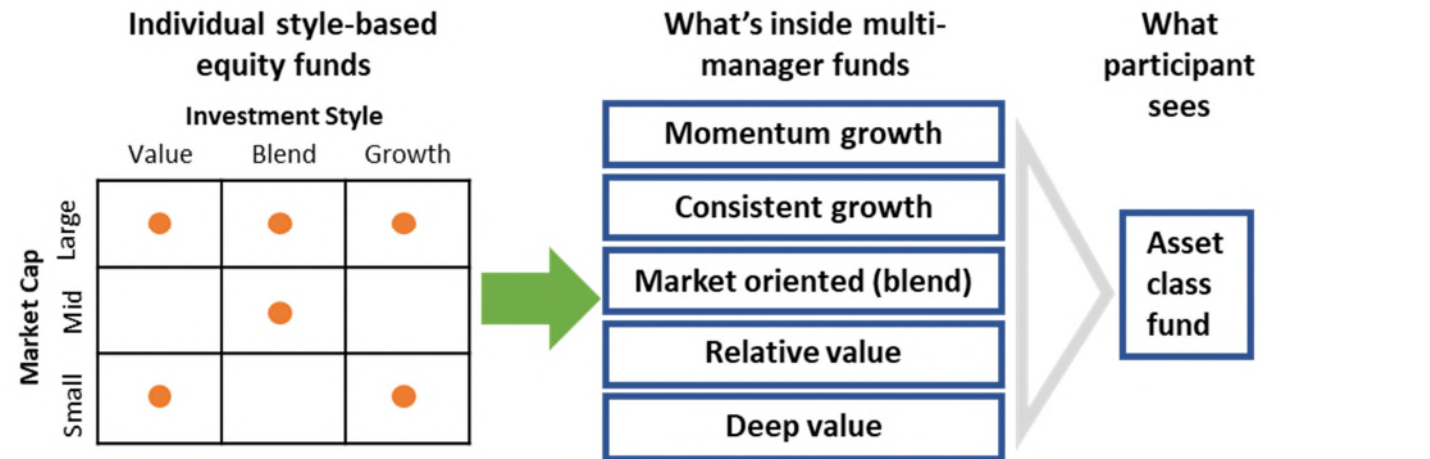 Individual style-based
equity funds
Investment Style
Value Blend Growth
Market Cap
Large
Mid
Small
What's inside multi-
manager funds
Momentum growth
Consistent growth
Market oriented (blend)
Relative value
Deep value
What
participant
sees
Asset
class
fund